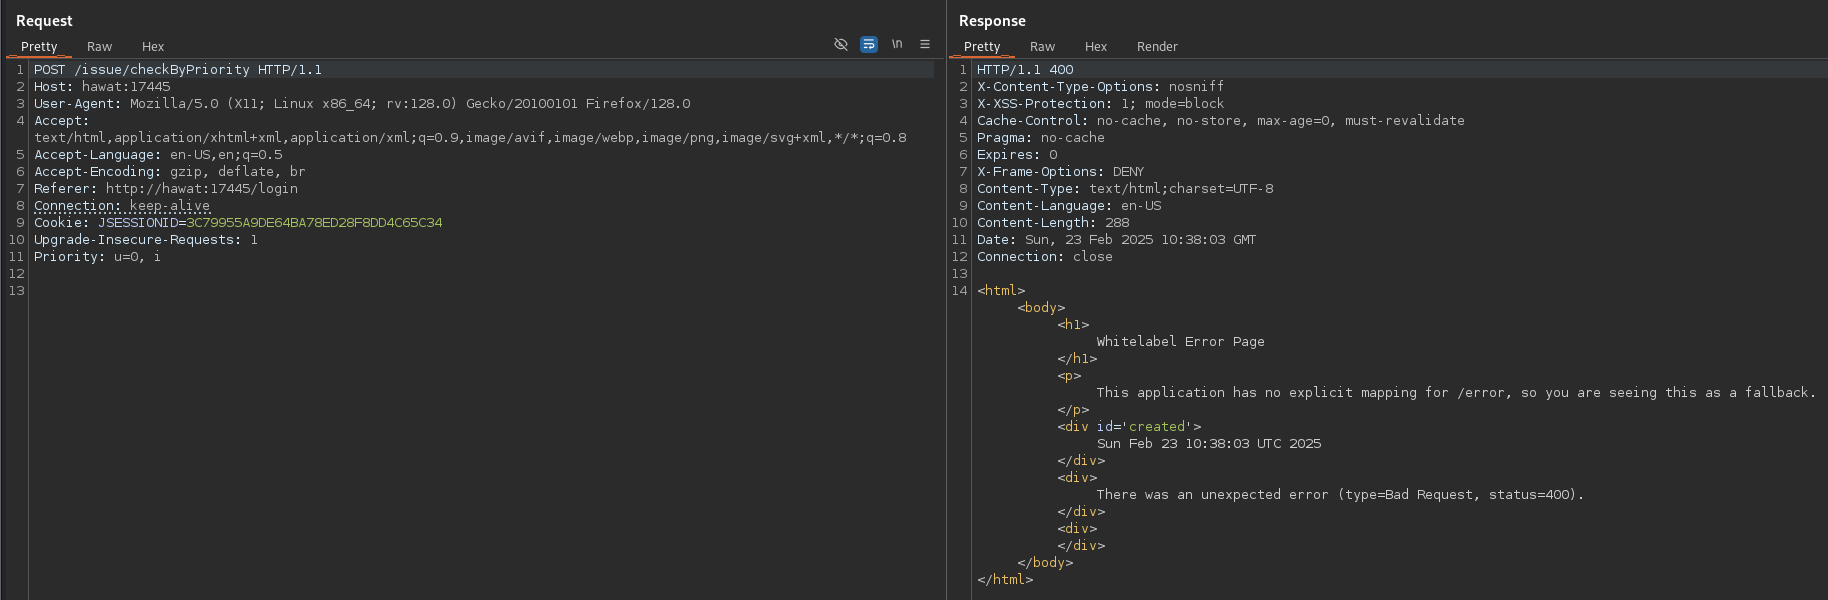 Request
Pretty Raw Hex
\n
1 POST /issue/checkByPriority HTTP/1.1
2 Host: hawat:17445
3 User-Agent: Mozilla/5.0 (X11; Linux x86_64; rv:128.0) Gecko/20100101 Firefox/128.0
4 Accept:
text/html,application/xhtml+xml,application/xml;q=0.9,image/avif,image/webp,image/png,image/svg+xml,*/*;q=0.8
5 Accept-Language: en-US,en;q=0.5
6 Accept-Encoding: gzip, deflate, br
7 Referer: http://hawat:17445/login
8 Connection: keep-alive
9 Cookie: JSESSIONID=3C79955A9DE64BA78ED28F8DD4C65C34
10 Upgrade-Insecure-Requests: 1
11 Priority: u=0, i
12
13
Response
Pretty Raw Hex Render
1 HTTP/1.1 400
2 X-Content-Type-Options: nosniff
3 X-XSS-Protection: 1; mode=block
4 Cache-Control: no-cache, no-store, max-age=0, must-revalidate
5 Pragma: no-cache
6 Expires: 0
7 X-Frame-Options: DENY
8 Content-Type: text/html;charset=UTF-8
9 Content-Language: en-US
10 Content-Length: 288
11 Date: Sun, 23 Feb 2025 10:38:03 GMT
12 Connection: close
13
14 <html>
<body>
<h1>
Whitelabel Error Page
</h1>
<p>
This application has no explicit mapping for /error, so you are seeing this as a fallback.
</p>
<div id='created'>
Sun Feb 23 10:38:03 UTC 2025
</div>
<div>
There was an unexpected error (type=Bad Request, status=400).
</div>
<div>
</div>
</body>
</html>